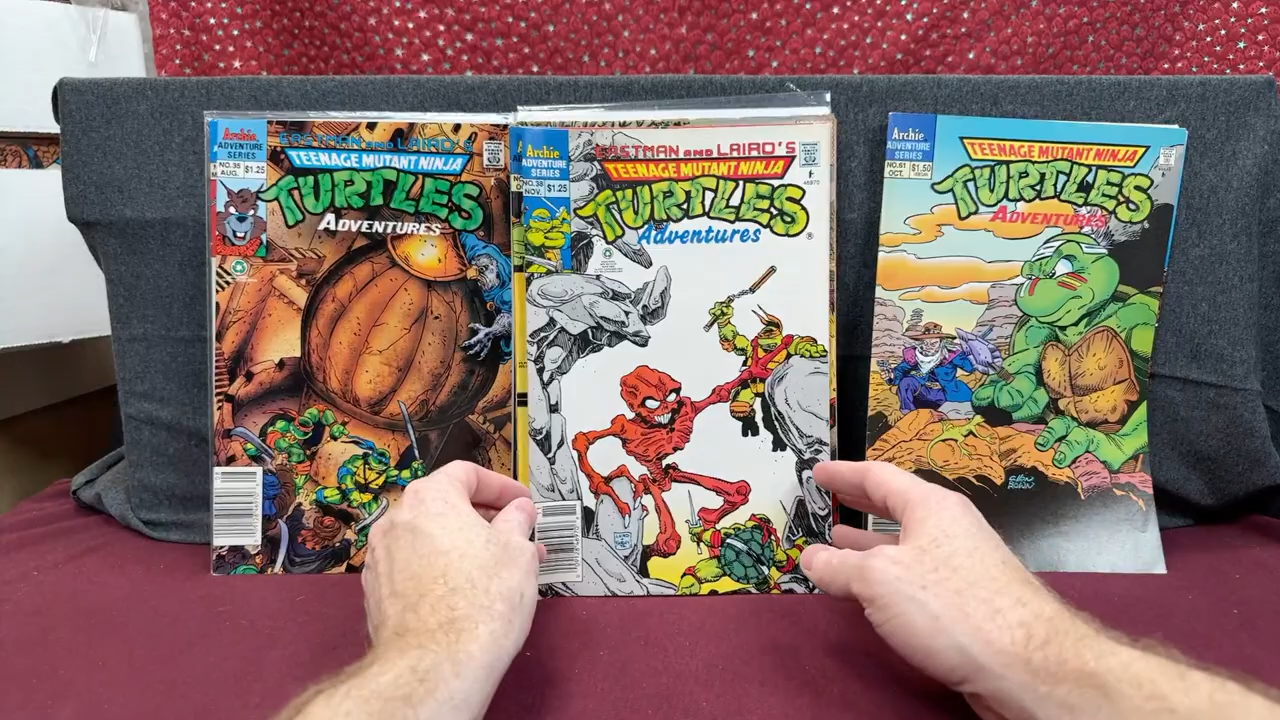 Archie
ADVENTURE
SERIES
NO.35
AUG.
$1.25
EASTMAN AND LAIRD'S
TEENAGE MUTANT NINJA
TURTLES
ADVENTURES
Archie
ADVENTURE
SERIES
NO.38
NOV.
$1.25
EASTMAN AND LAIRD'S
TEENAGE MUTANT NINJA
TURTLES
Adventures
46970
Archie
ADVENTURE
SERIES
NO.61
OCT.
$1.50
TEENAGE MUTANT NINJA
TURTLES
ADVENTURES